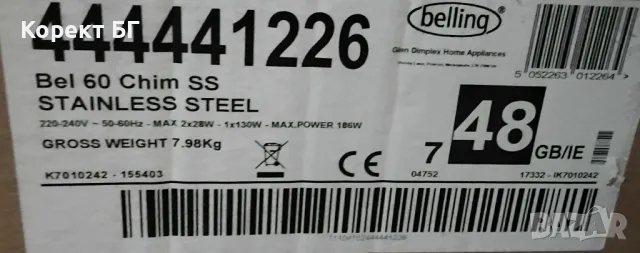 Корект БГ
444441226
belling
Glen Dimplex Home Appliances
5 052263 012264 >
Bel 60 Chim SS
STAINLESS STEEL
220-240V ~ 50-60Hz - MAX 2x28W - 1x130W - MAX.POWER 186W
GROSS WEIGHT 7.98Kg
CE
7
48
GB/IE
K7010242 - 155403
04752
17332 - IK7010242
BAZAR